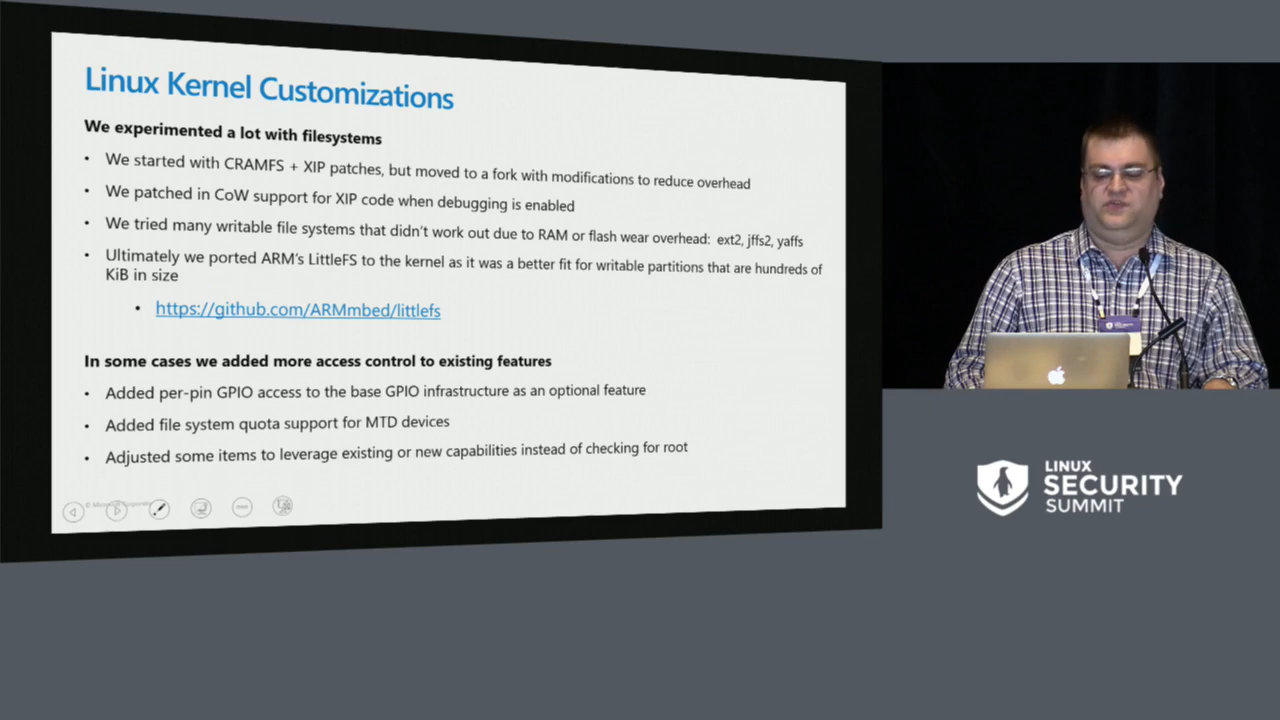 Linux Kernel Customizations
We experimented a lot with filesystems
• We started with CRAMFS + XIP patches, but moved to a fork with modifications to reduce overhead
• We patched in CoW support for XIP code when debugging is enabled
• We tried many writable file systems that didn't work out due to RAM or flash wear overhead: ext2, jffs2, yaffs
• Ultimately we ported ARM's LittleFS to the kernel as it was a better fit for writable partitions that are hundreds of
KiB in size
• https://github.com/ARMmbed/littlefs
In some cases we added more access control to existing features
• Added per-pin GPIO access to the base GPIO infrastructure as an optional feature
• Added file system quota support for MTD devices
• Adjusted some items to leverage existing or new capabilities instead of checking for root
LINUX
SECURITY
SUMMIT